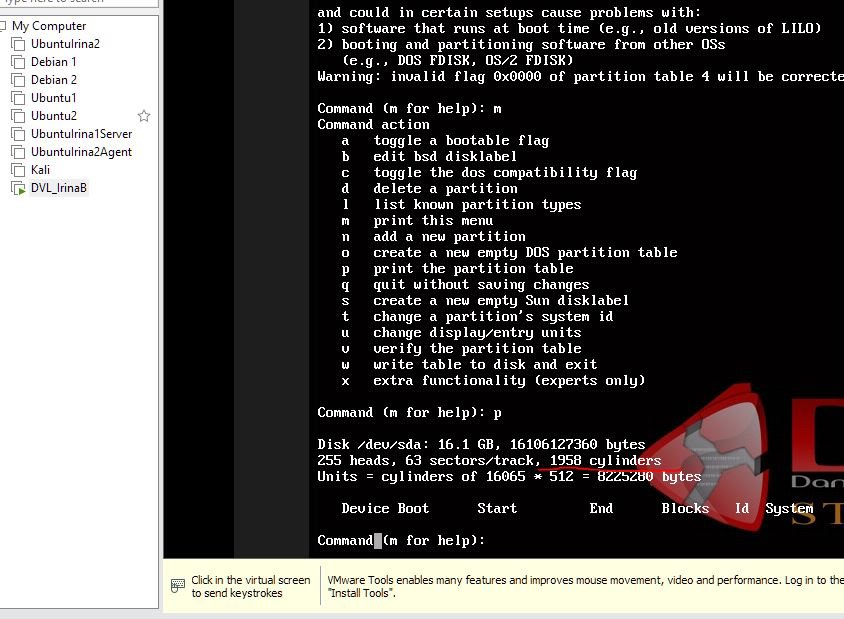 Type here to search
My Computer
UbuntuIrina2
Debian 1
Debian 2
Ubuntu1
Ubuntu2
UbuntuIrina1Server
UbuntuIrina2Agent
Kali
DVL_IrinaB
and could in certain setups cause problems with:
1) software that runs at boot time (e.g., old versions of LILO)
2) booting and partitioning software from other OSs
(e.g., DOS FDISK, OS/2 FDISK)
Warning: invalid flag 0x0000 of partition table 4 will be correcte
Command (m for help): m
Command action
a toggle a bootable flag
b edit bsd disklabel
c toggle the dos compatibility flag
d delete a partition
l list known partition types
m print this menu
n add a new partition
o create a new empty DOS partition table
p print the partition table
q quit without saving changes
s create a new empty Sun disklabel
t change a partition's system id
u change display/entry units
v verify the partition table
w write table to disk and exit
x extra functionality (experts only)
Command (m for help): p
Disk /dev/sda: 16.1 GB, 16106127360 bytes
255 heads, 63 sectors/track, 1958 cylinders
Units = cylinders of 16065 * 512 = 8225280 bytes
Device Boot Start End Blocks Id System
Command (m for help):
D
Dan
ST
Click in the virtual screen
to send keystrokes
VMware Tools enables many features and improves mouse movement, video and performance. Log in to the
"Install Tools".